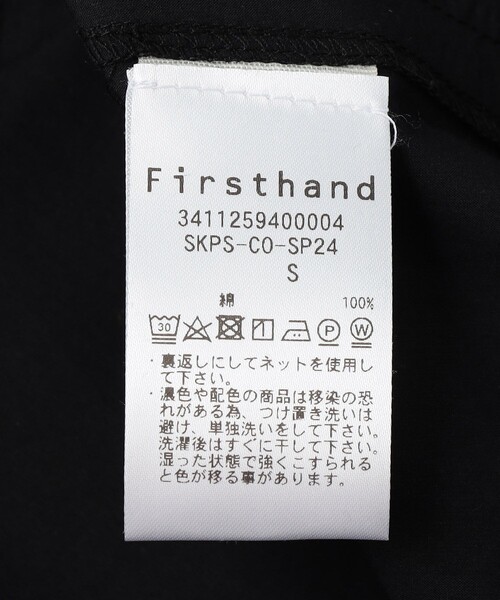 Firsthand
3411259400004
SKPS-CO-SP24
S
綿 100%
30 P W
・裏返しにしてネットを使用し
て下さい。
・濃色や配色の商品は移染の恐
れがある為、つけ置き洗いは
避け、単独洗いをして下さい。
洗濯後はすぐに干して下さい。
湿った状態で強くこすられる
と色が移る事があります。